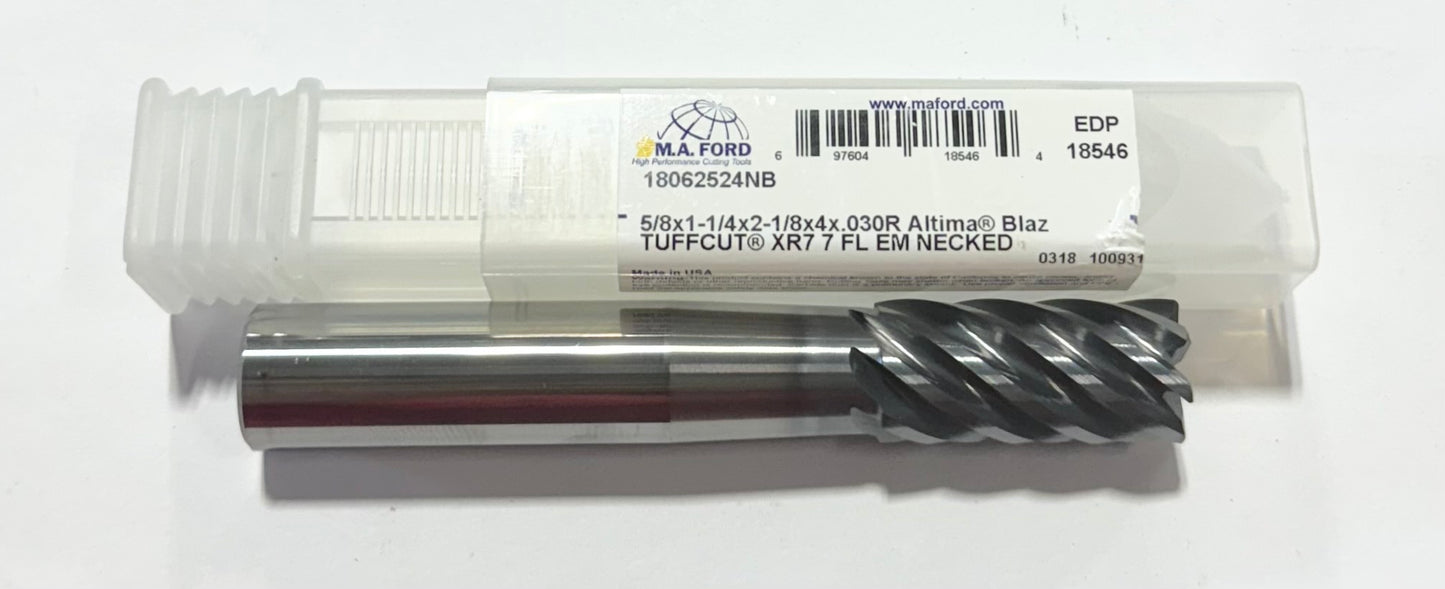 www.maford.com
M.A. FORD
High Performance Cutting Tools
6 97604 18546 4
EDP
18546
18062524NB
5/8x1-1/4x2-1/8x4x.030R Altima® Blaz
TUFFCUT® XR7 7 FL EM NECKED
0318 100931
Made in USA